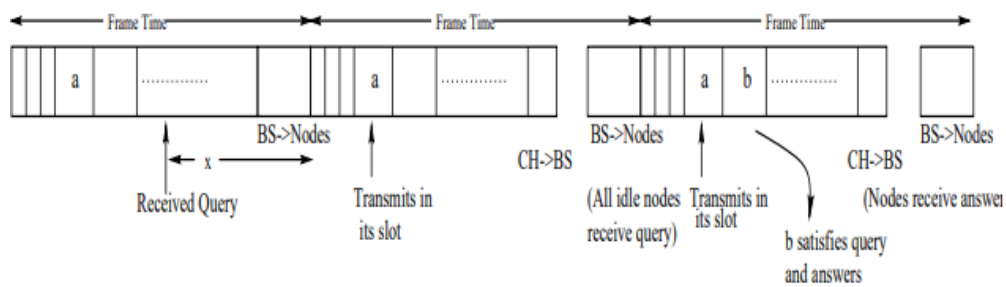 Frame Time Frame Time Frame Time
a ............. a ............. a b .............
BS->Nodes BS->Nodes BS->Nodes
x CH->BS CH->BS
Received Query Transmits in (All idle nodes Transmits in (Nodes receive answer
its slot receive query) its slot
b satisfies query
and answers